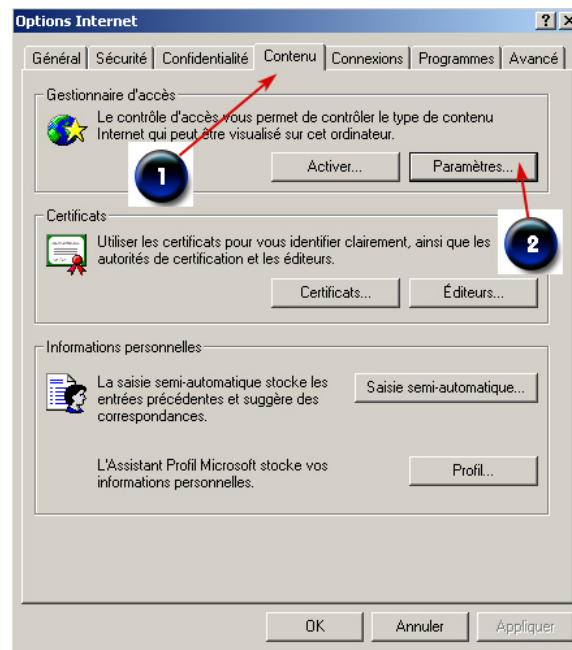 Options Internet
Général Sécurité Confidentialité Contenu Connexions Programmes Avancé
Gestionnaire d'accès
Le contrôle d'accès vous permet de contrôler le type de contenu
Internet qui peut être visualisé sur cet ordinateur.
1
Activer... Paramètres...
2
Certificats
Utiliser les certificats pour vous identifier clairement, ainsi que les
autorités de certification et les éditeurs.
Certificats... Éditeurs...
Informations personnelles
La saisie semi-automatique stocke les
entrées précédentes et suggère des
correspondances.
Saisie semi-automatique...
L'Assistant Profil Microsoft stocke vos
informations personnelles.
Profil...
OK Annuler Appliquer